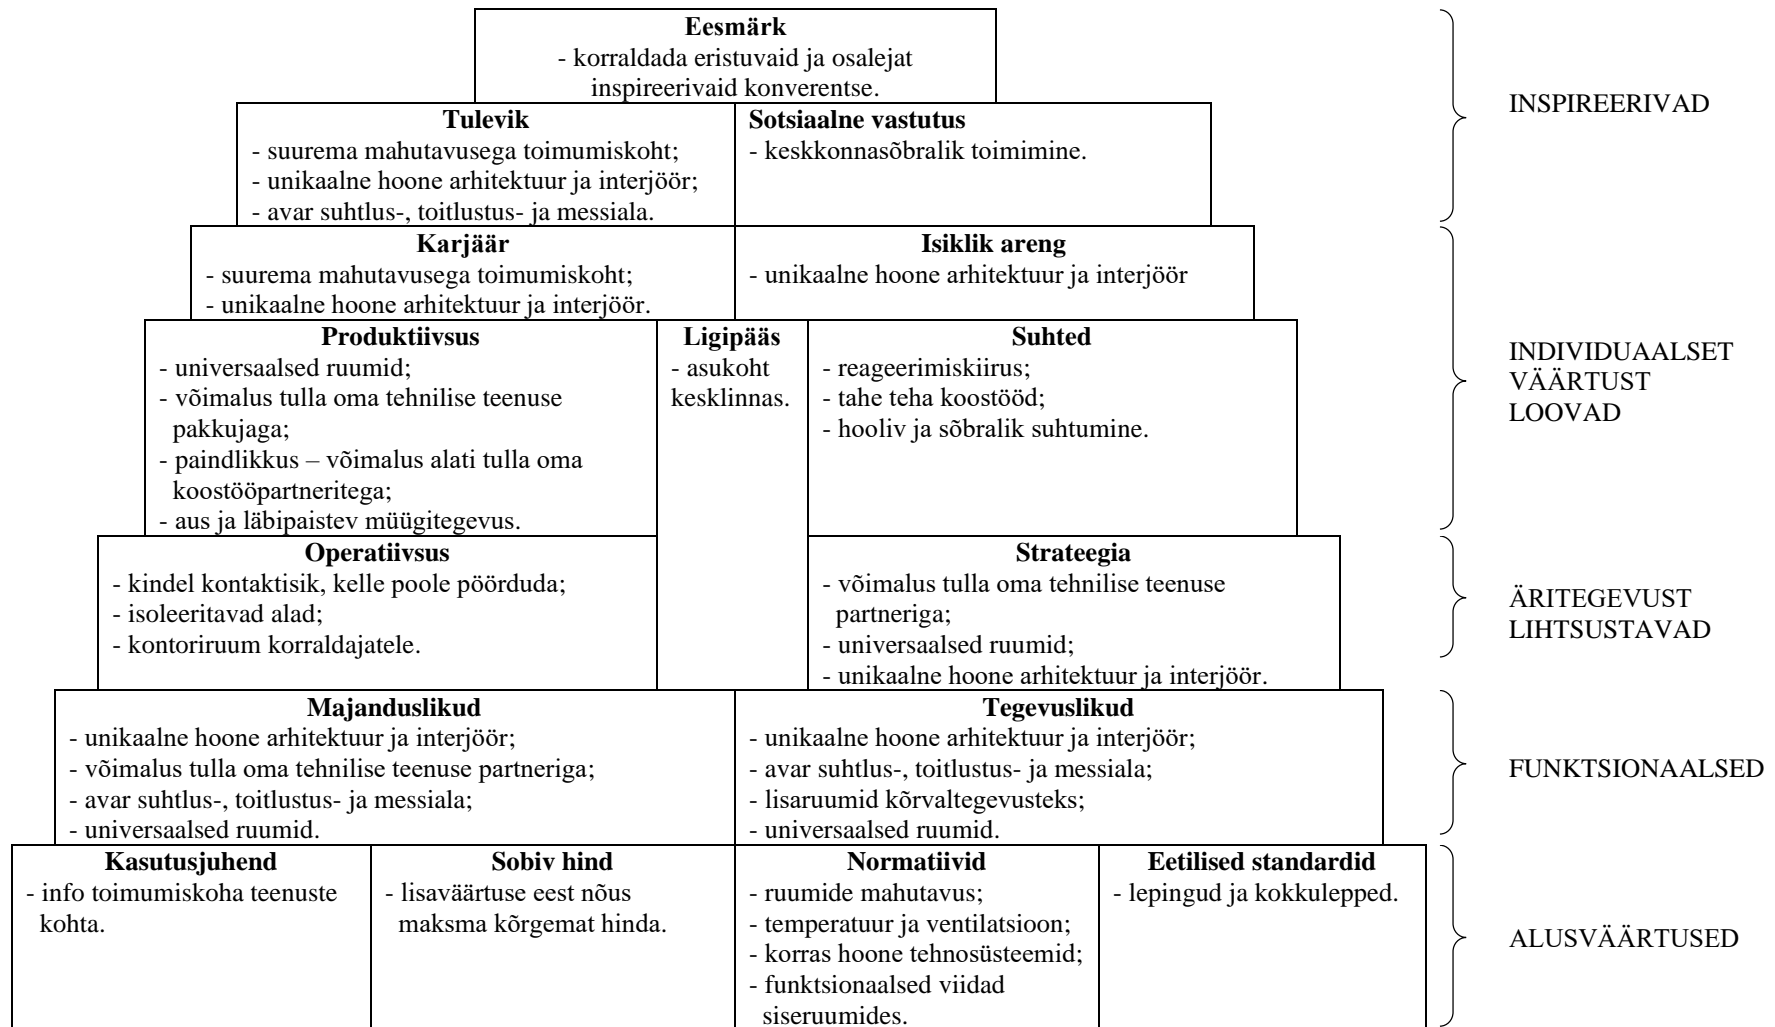 Eesmärk
- korraldada eristuvaid ja osalejat
inspireerivaid konverentse.
INSPIREERIVAD
Tulevik
- suurema mahutavusega toimumiskoht;
- unikaalne hoone arhitektuur ja interjöör;
- avar suhtlus-, toitlustus- ja messiala.
Sotsiaalne vastutus
- keskkonnasõbralik toimimine.
Karjäär
- suurema mahutavusega toimumiskoht;
- unikaalne hoone arhitektuur ja interjöör.
Isiklik areng
- unikaalne hoone arhitektuur ja interjöör
Produktiivsus
- universaalsed ruumid;
- võimalus tulla oma tehnilise teenuse
pakkujaga;
- paindlikkus – võimalus alati tulla oma
koostööpartneritega;
- aus ja läbipaistev müügitegevus.
Ligipääs
- asukoht
kesklinnas.
Suhted
- reageerimiskiirus;
- tahe teha koostööd;
- hooliv ja sõbralik suhtumine.
INDIVIDUAALSET
VÄÄRTUST
LOOVAD
Operatiivsus
- kindel kontaktisik, kelle poole pöörduda;
- isoleeritavad alad;
- kontoriruum korraldajatele.
Strateegia
- võimalus tulla oma tehnilise teenuse
partneriga;
- universaalsed ruumid;
- unikaalne hoone arhitektuur ja interjöör.
ÄRITEGEVUST
LIHTSUSTAVAD
Majanduslikud
- unikaalne hoone arhitektuur ja interjöör;
- võimalus tulla oma tehnilise teenuse partneriga;
- avar suhtlus-, toitlustus- ja messiala;
- universaalsed ruumid.
Tegevuslikud
- unikaalne hoone arhitektuur ja interjöör;
- avar suhtlus-, toitlustus- ja messiala;
- lisaruumid kõrvaltegevusteks;
- universaalsed ruumid.
FUNKTSIONAALSED
Kasutusjuhend
- info toimumiskoha teenuste
kohta.
Sobiv hind
- lisaväärtuse eest nõus
maksma kõrgemat hinda.
Normatiivid
- ruumide mahutavus;
- temperatuur ja ventilatsioon;
- korras hoone tehnosüsteemid;
- funktsionaalsed viidad
siseruumides.
Eetilised standardid
- lepingud ja kokkulepped.
ALUSVÄÄRTUSED